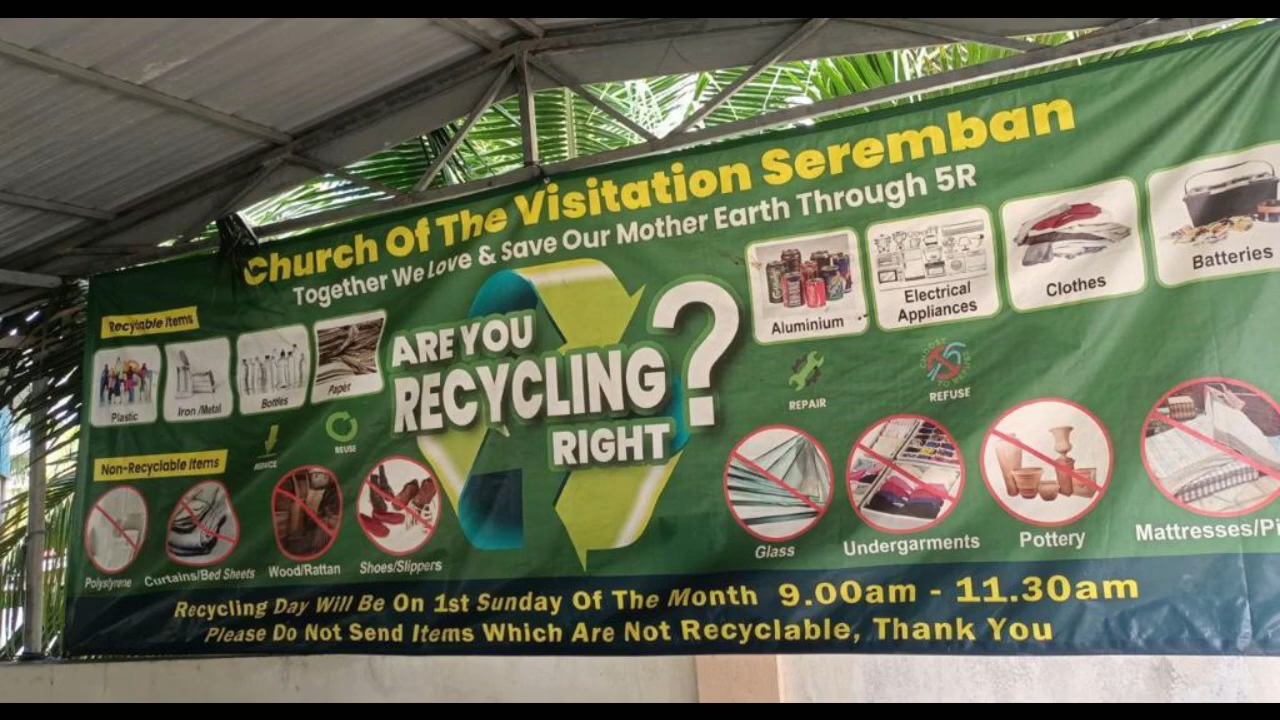 Church Of The Visitation Seremban
Together We Love & Save Our Mother Earth Through 5R
Recyclable Items
Plastic
Iron /Metal
Bottles
Paper
ARE YOU
RECYCLING
RIGHT
?
Aluminium
Electrical
Appliances
Clothes
Batteries
REUSE
REPAIR
REFUSE
Non-Recyclable Items
Polystyrene
Curtains/Bed Sheets
Wood/Rattan
Shoes/Slippers
Glass
Undergarments
Pottery
Mattresses/Pi
Recycling Day Will Be On 1st Sunday Of The Month 9.00am - 11.30am
Please Do Not Send Items Which Are Not Recyclable, Thank You